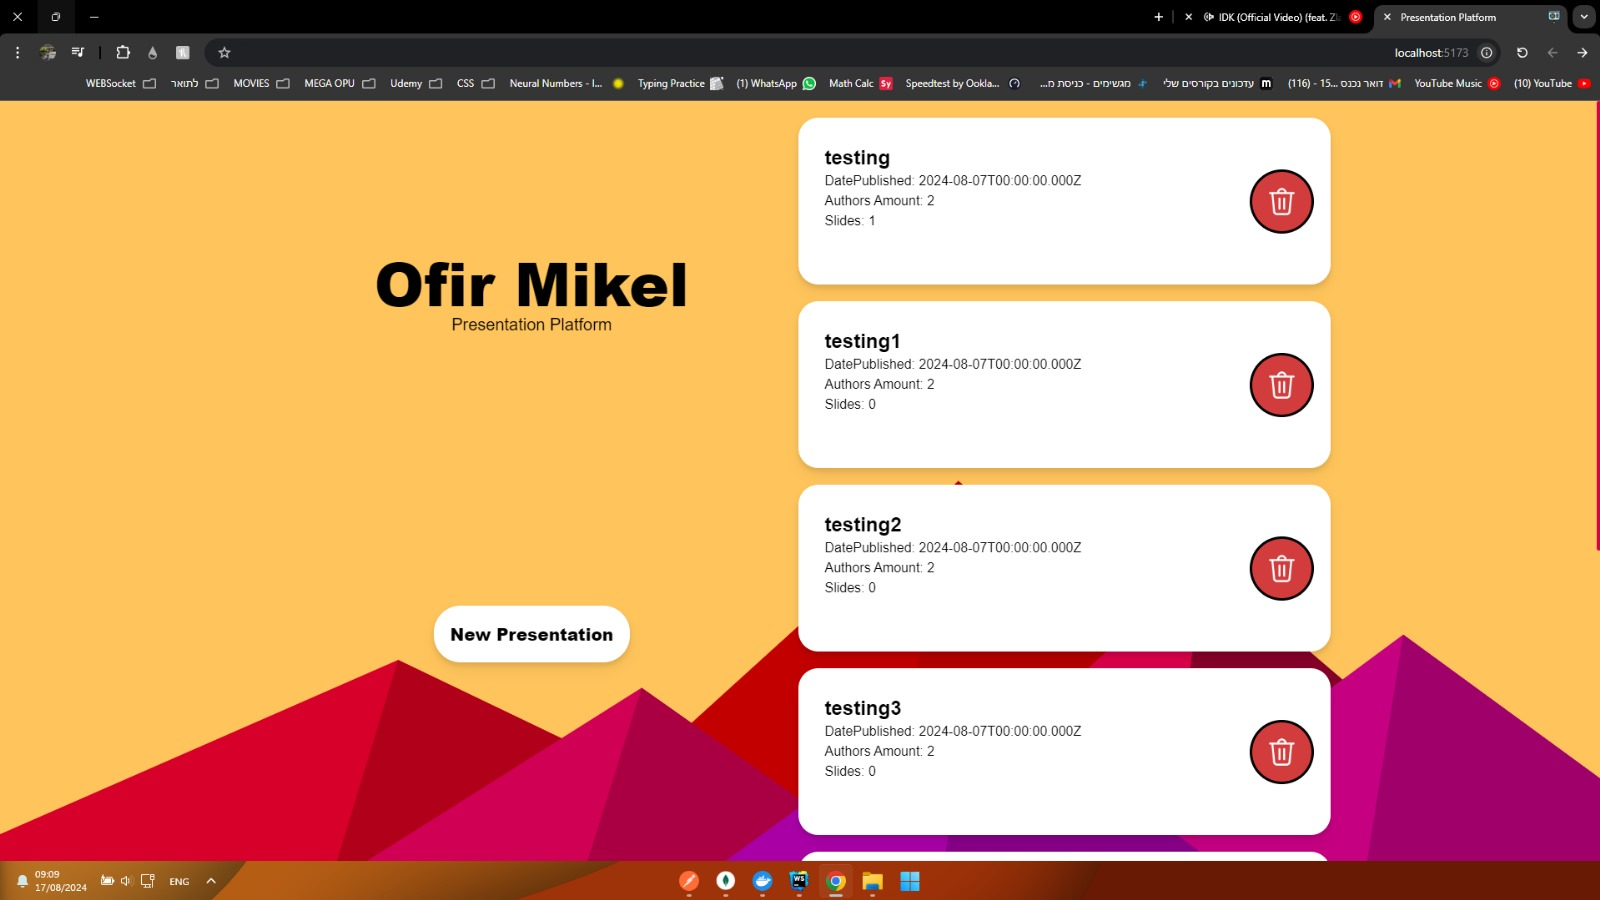 IDK (Official Video) (feat. Zl
Presentation Platform
localhost:5173
WEBSocket
לתואר
MOVIES
MEGA OPU
Udemy
CSS
Neural Numbers - I...
Typing Practice
(1) WhatsApp
Math Calc
Sy
Speedtest by Ookla...
מגשימים - כניסת מ...
עדכונים בקורסים שלי
m
דואר נכנס 15... - (116)
YouTube Music
(10) YouTube
Ofir Mikel
Presentation Platform
New Presentation
testing
DatePublished: 2024-08-07T00:00:00.000Z
Authors Amount: 2
Slides: 1
testing1
DatePublished: 2024-08-07T00:00:00.000Z
Authors Amount: 2
Slides: 0
testing2
DatePublished: 2024-08-07T00:00:00.000Z
Authors Amount: 2
Slides: 0
testing3
DatePublished: 2024-08-07T00:00:00.000Z
Authors Amount: 2
Slides: 0
09:09
17/08/2024
ENG
WS